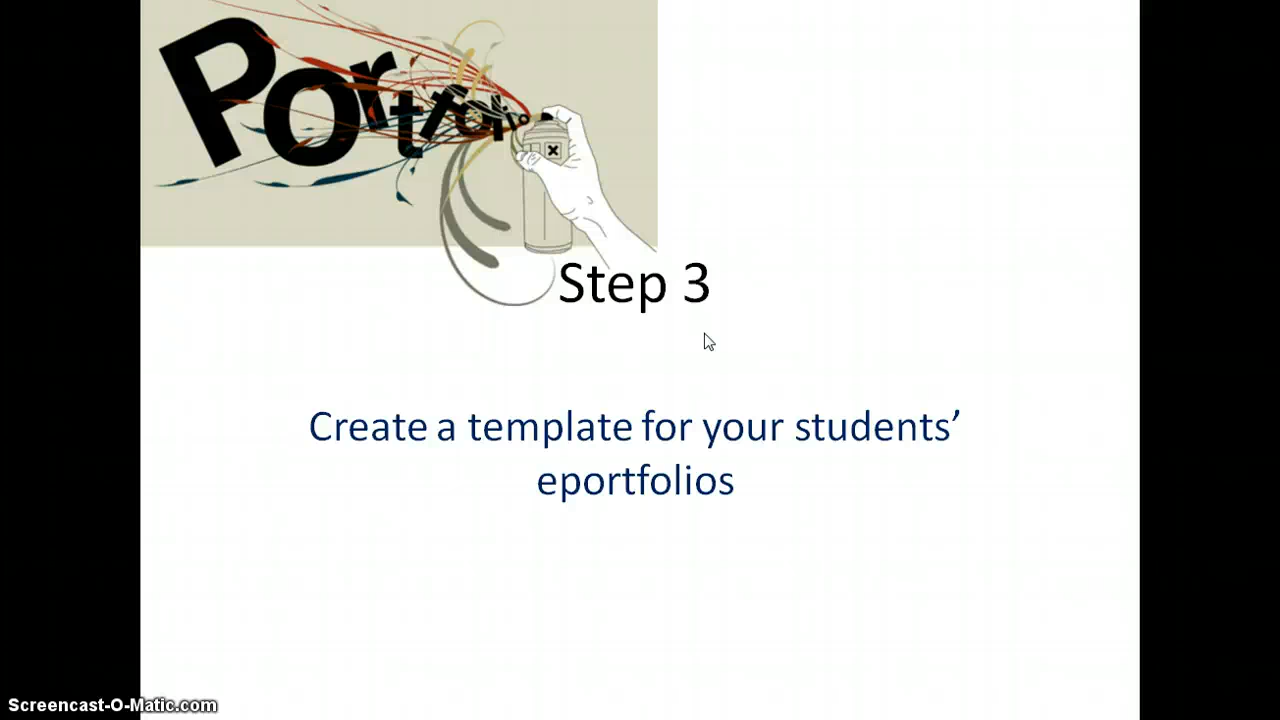 Portfolio
x
Step 3
Create a template for your students’
eportfolios
Screencast-O-Matic.com